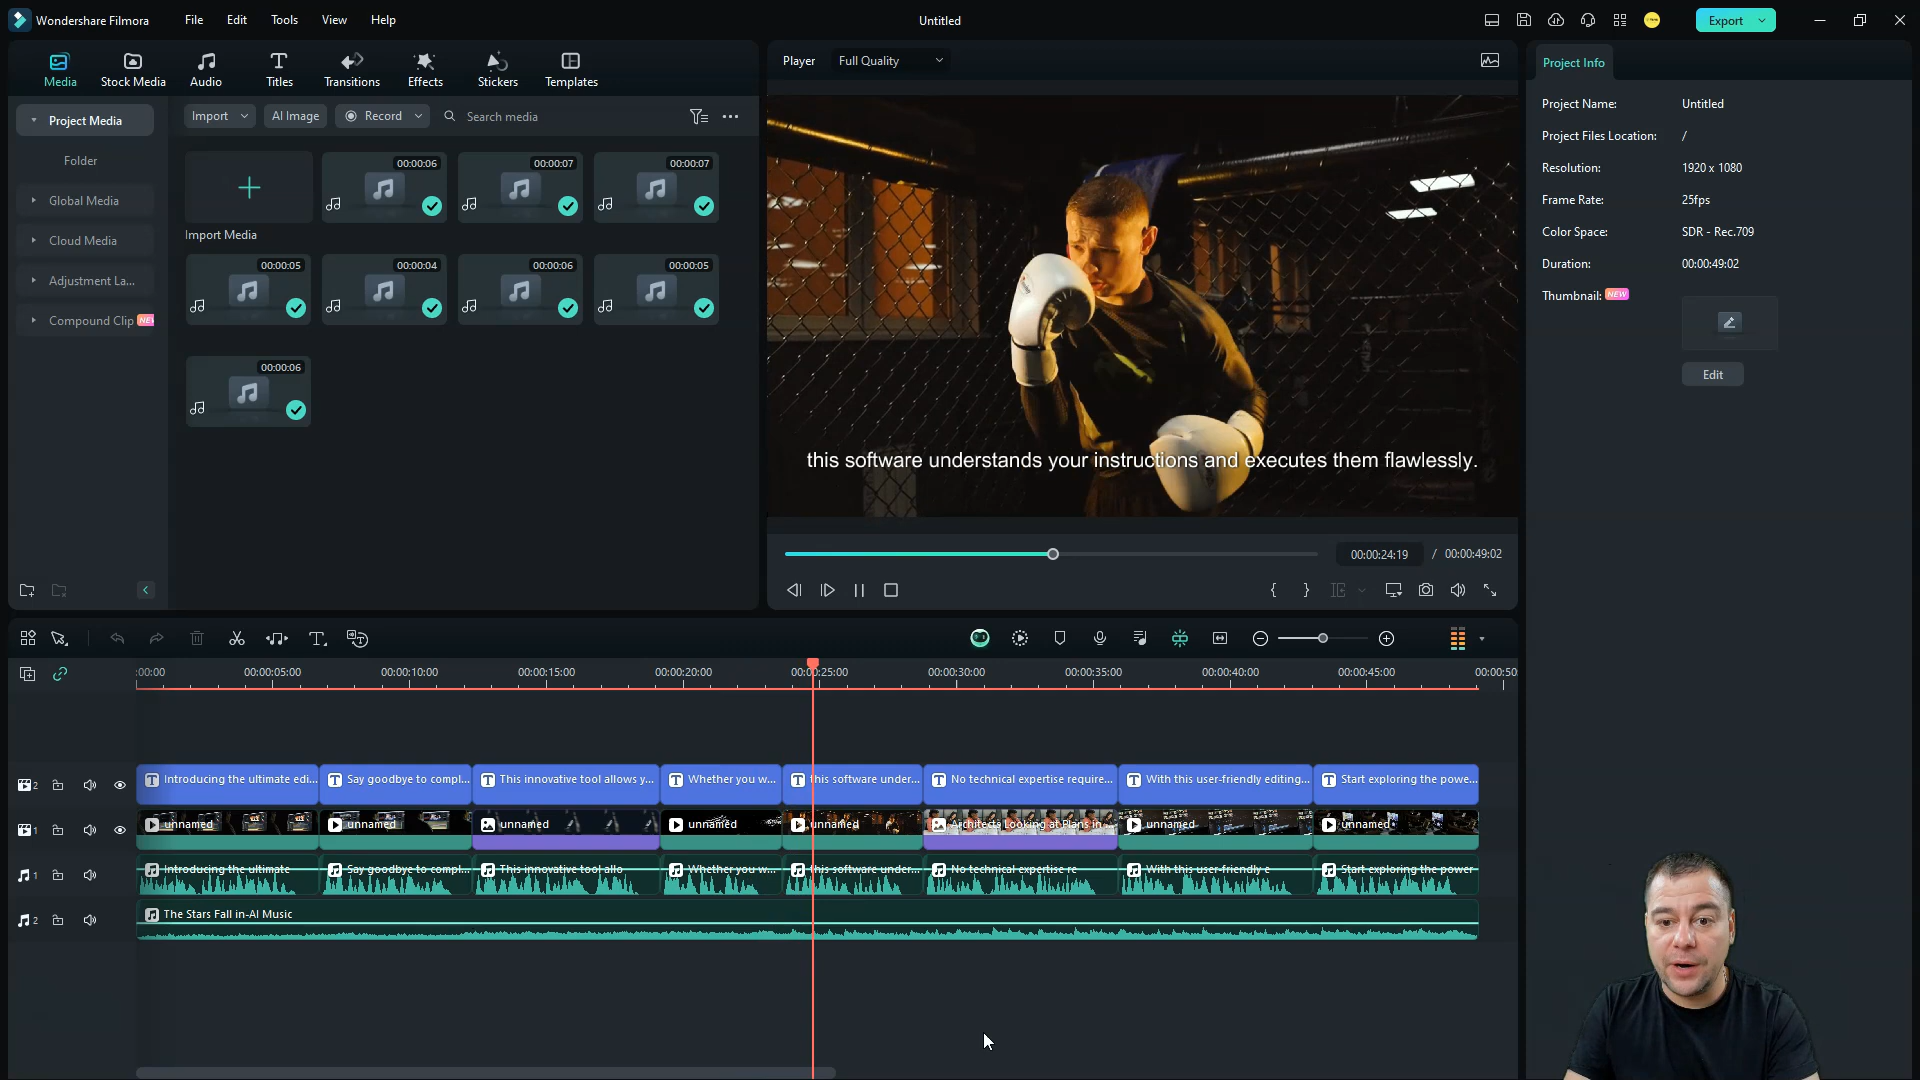 Wondershare Filmora File Edit Tools View Help
Untitled
Export
Media Stock Media Audio Titles Transitions Effects Stickers Templates
Player Full Quality
Project Info
Project Media
Folder
Global Media
Cloud Media
Adjustment La...
Compound Clip
Import AI Image Record Search media
00:00:06 00:00:07 00:00:07
Import Media
00:00:05 00:00:04 00:00:06 00:00:05
00:00:06
this software understands your instructions and executes them flawlessly.
00:00:24:19 / 00:00:49:02
Project Name: Untitled
Project Files Location: /
Resolution: 1920 x 1080
Frame Rate: 25fps
Color Space: SDR - Rec.709
Duration: 00:00:49:02
Thumbnail: NEW
Edit
:00:00 00:00:05:00 00:00:10:00 00:00:15:00 00:00:20:00 00:00:25:00 00:00:30:00 00:00:35:00 00:00:40:00 00:00:45:00 00:00:50
2 Introducing the ultimate edi... Say goodbye to compl... This innovative tool allows y... Whether you w... this software under... No technical expertise require... With this user-friendly editing... Start exploring the powe...
1 unnamed unnamed unnamed unnamed unnamed Architects Looking at Plans in... unnamed unnamed
1 Introducing the ultimate Say goodbye to compl... This innovative tool allo Whether you w... this software under... No technical expertise re With this user-friendly e Start exploring the power
2 The Stars Fall in-AI Music